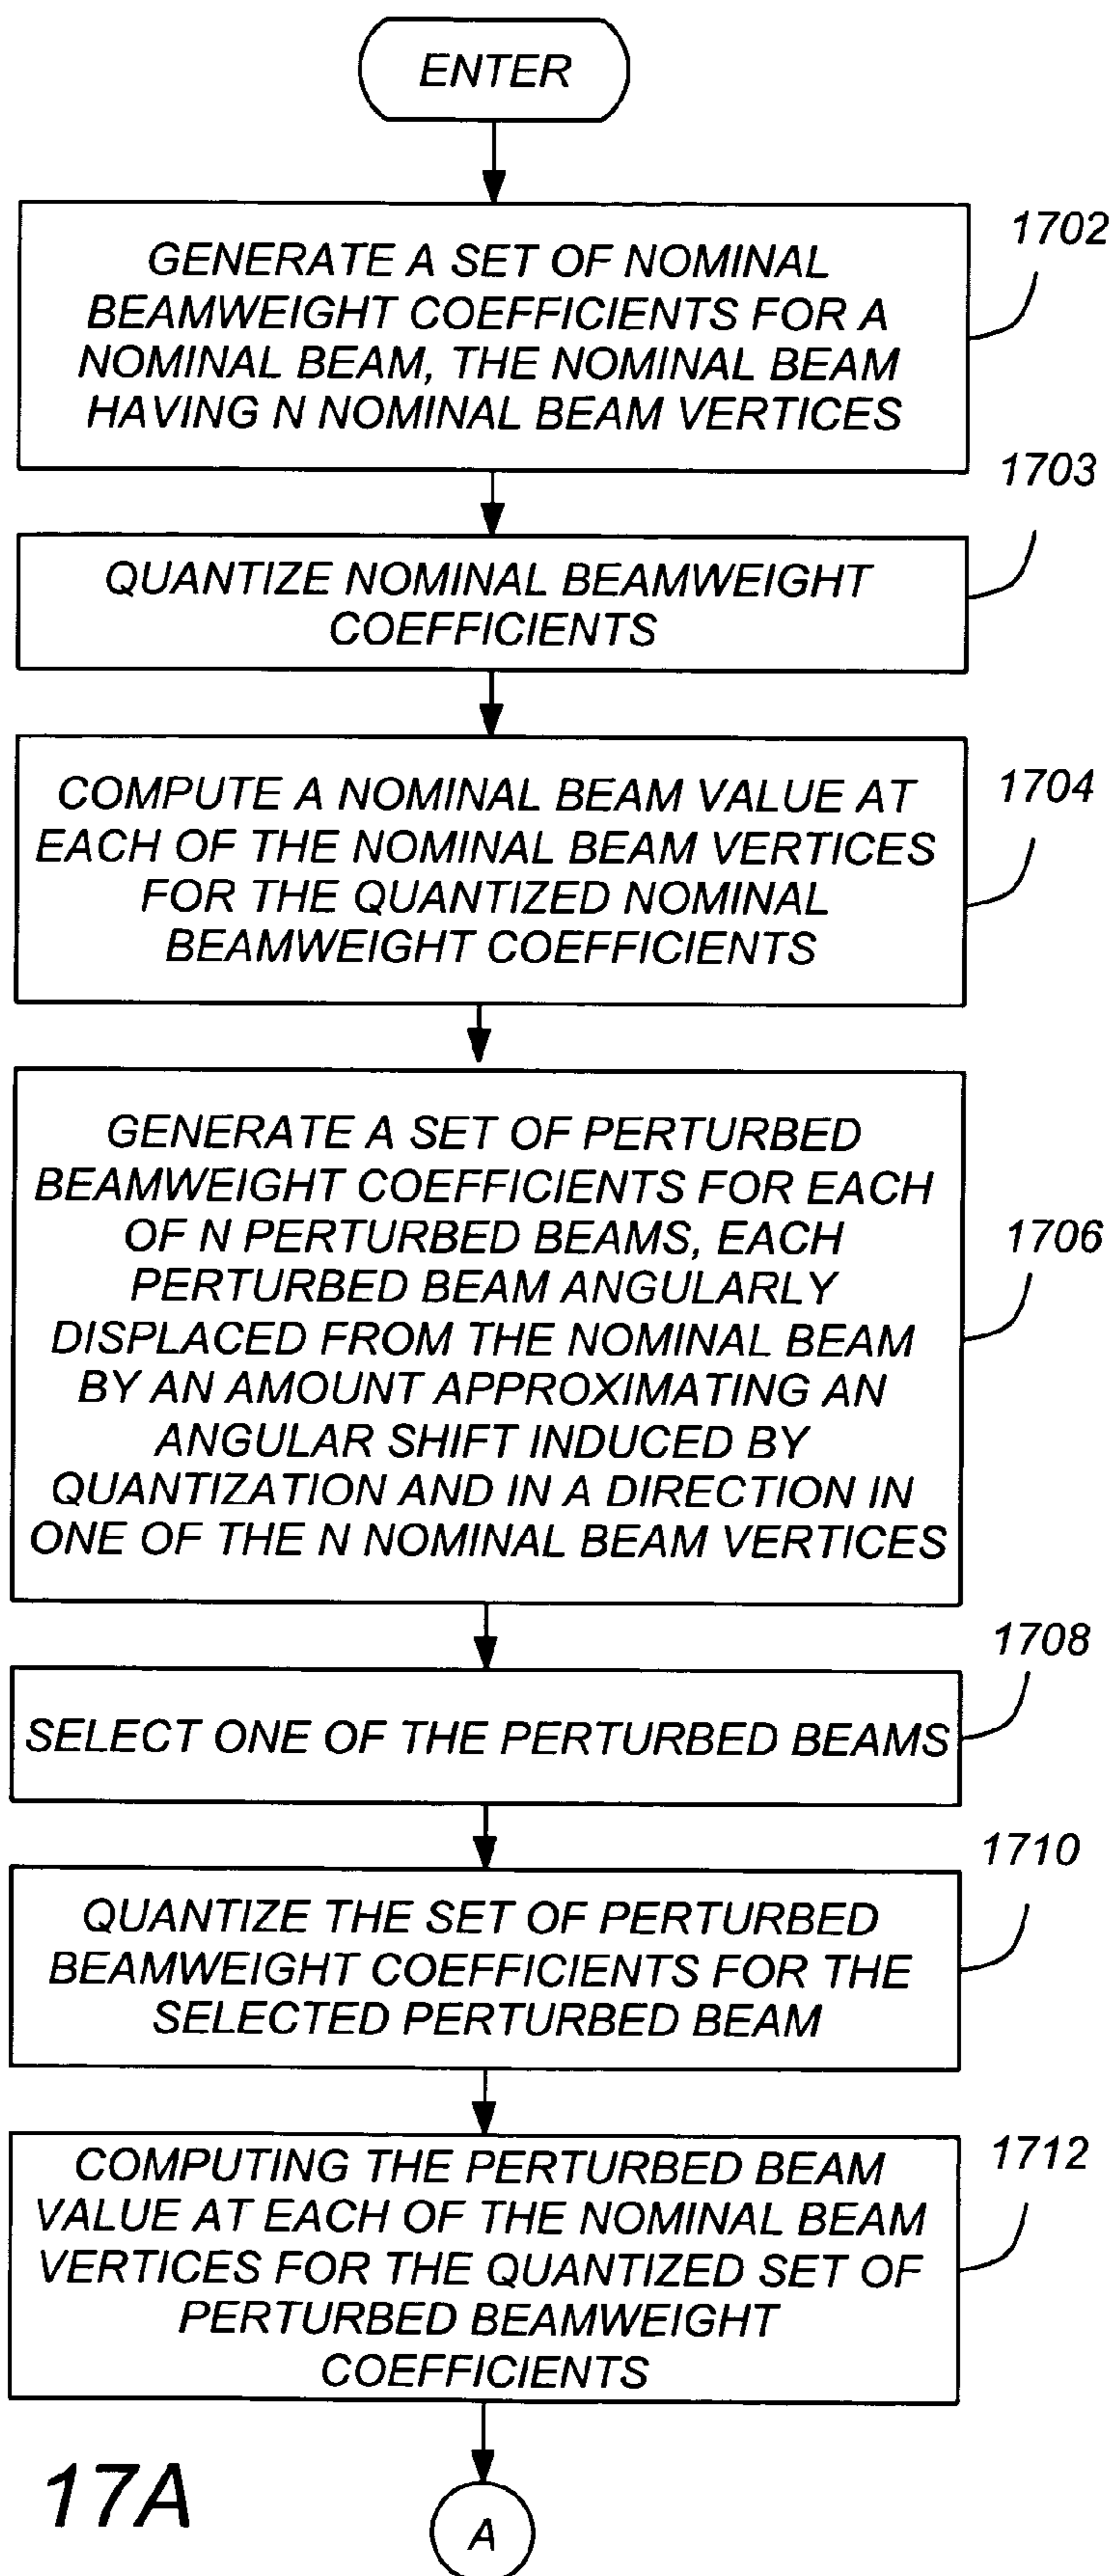 ENTER
GENERATE A SET OF NOMINAL
BEAMWEIGHT COEFFICIENTS FOR A
NOMINAL BEAM, THE NOMINAL BEAM
HAVING N NOMINAL BEAM VERTICES
1702
QUANTIZE NOMINAL BEAMWEIGHT
COEFFICIENTS
1703
COMPUTE A NOMINAL BEAM VALUE AT
EACH OF THE NOMINAL BEAM VERTICES
FOR THE QUANTIZED NOMINAL
BEAMWEIGHT COEFFICIENTS
1704
GENERATE A SET OF PERTURBED
BEAMWEIGHT COEFFICIENTS FOR EACH
OF N PERTURBED BEAMS, EACH
PERTURBED BEAM ANGULARLY
DISPLACED FROM THE NOMINAL BEAM
BY AN AMOUNT APPROXIMATING AN
ANGULAR SHIFT INDUCED BY
QUANTIZATION AND IN A DIRECTION IN
ONE OF THE N NOMINAL BEAM VERTICES
1706
SELECT ONE OF THE PERTURBED BEAMS
1708
QUANTIZE THE SET OF PERTURBED
BEAMWEIGHT COEFFICIENTS FOR THE
SELECTED PERTURBED BEAM
1710
COMPUTING THE PERTURBED BEAM
VALUE AT EACH OF THE NOMINAL BEAM
VERTICES FOR THE QUANTIZED SET OF
PERTURBED BEAMWEIGHT
COEFFICIENTS
1712
17A
A